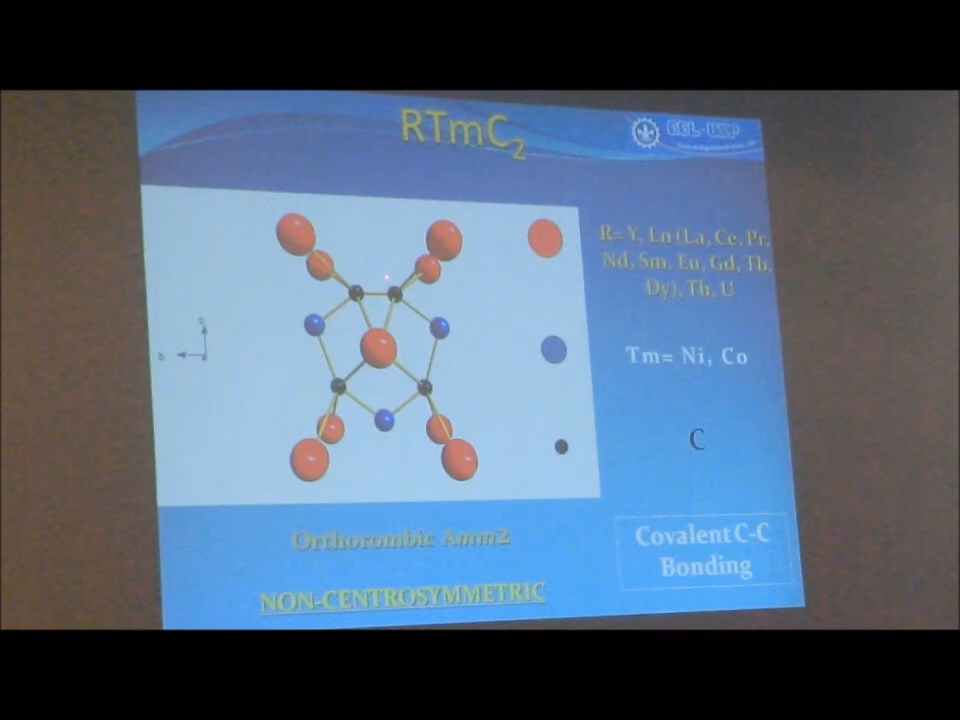 RTmC2
EEL-USP
R= Y, Ln (La, Ce, Pr,
Nd, Sm, Eu, Gd, Tb,
Dy), Th, U
Tm= Ni, Co
C
Orthorombic Amm2
NON-CENTROSYMMETRIC
Covalent C-C
Bonding